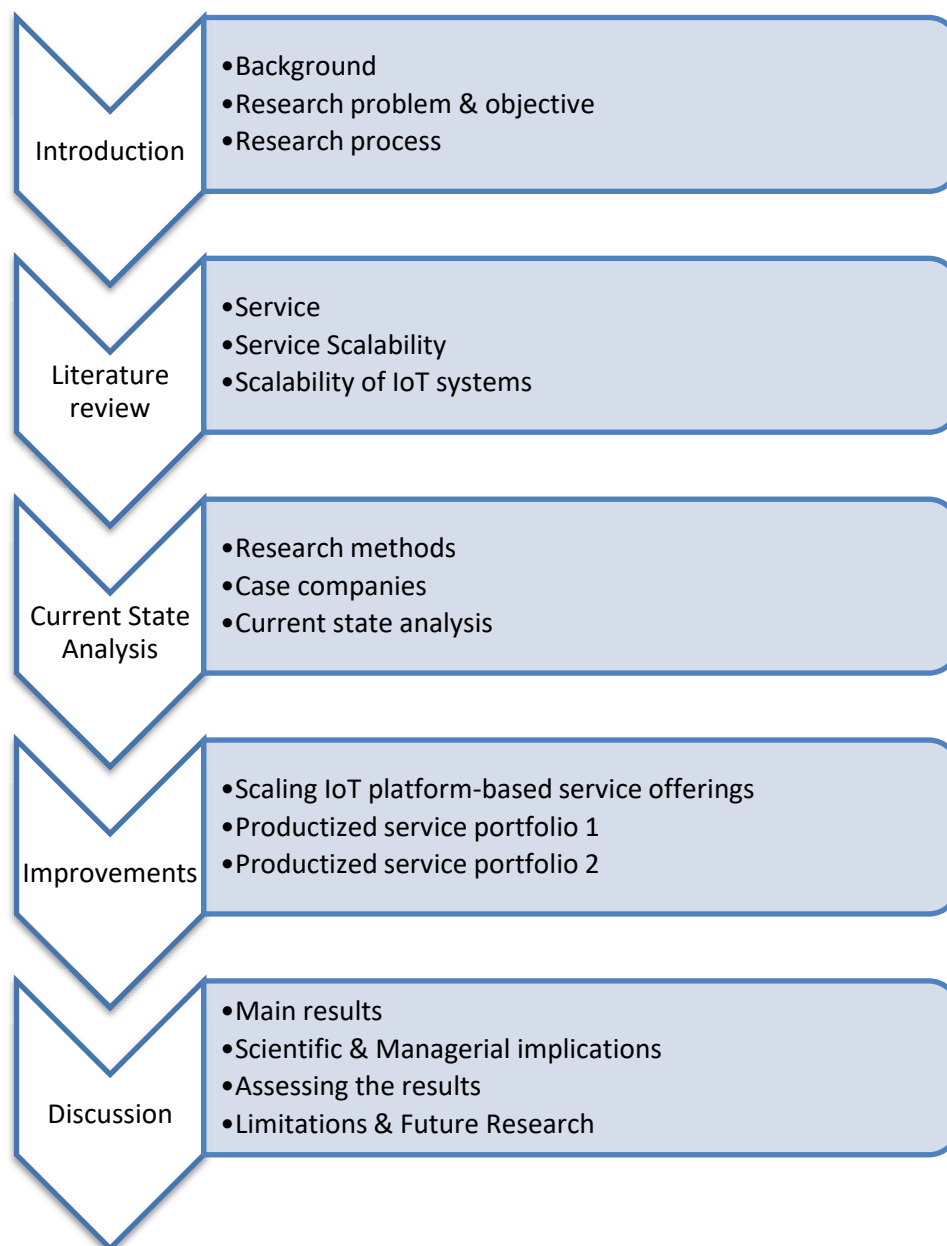 Introduction
•Background
•Research problem & objective
•Research process
Literature
review
•Service
•Service Scalability
•Scalability of IoT systems
Current State
Analysis
•Research methods
•Case companies
•Current state analysis
Improvements
•Scaling IoT platform-based service offerings
•Productized service portfolio 1
•Productized service portfolio 2
Discussion
•Main results
•Scientific & Managerial implications
•Assessing the results
•Limitations & Future Research